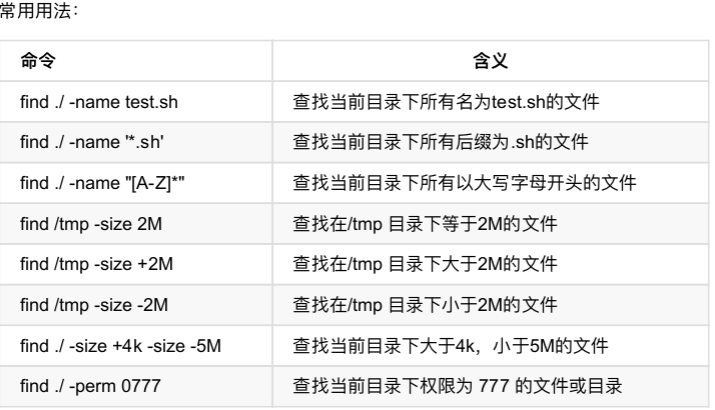 常用用法：
命令 含义
find ./ -name test.sh 查找当前目录下所有名为test.sh的文件
find ./ -name '*.sh' 查找当前目录下所有后缀为.sh的文件
find ./ -name "[A-Z]*" 查找当前目录下所有以大写字母开头的文件
find /tmp -size 2M 查找在/tmp 目录下等于2M的文件
find /tmp -size +2M 查找在/tmp 目录下大于2M的文件
find /tmp -size -2M 查找在/tmp 目录下小于2M的文件
find ./ -size +4k -size -5M 查找当前目录下大于4k，小于5M的文件
find ./ -perm 0777 查找当前目录下权限为 777 的文件或目录